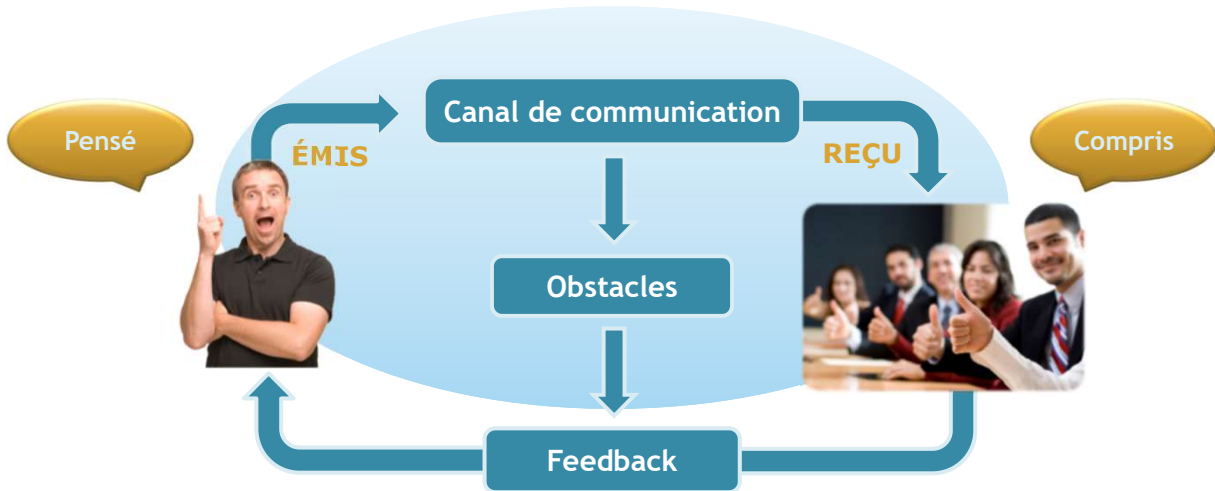 Canal de communication
Pensé
ÉMIS
REÇU
Compris
Obstacles
Feedback